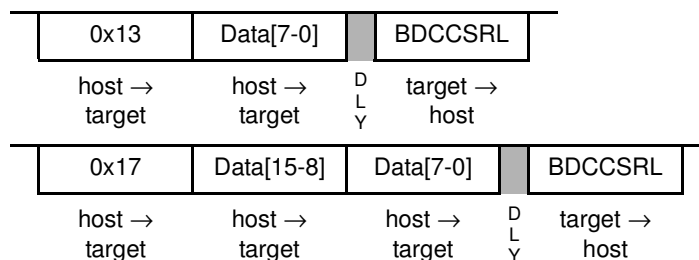 0x13 Data[7-0] BDCCSRL
host → host → D target →
target target L host
Y
0x17 Data[15-8] Data[7-0] BDCCSRL
host → host → host → D target →
target target target L host
Y